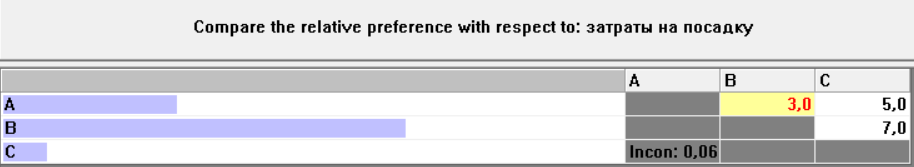 Compare the relative preference with respect to: затраты на посадку
A B C
A 3,0 5,0
B 7,0
C Incon: 0,06